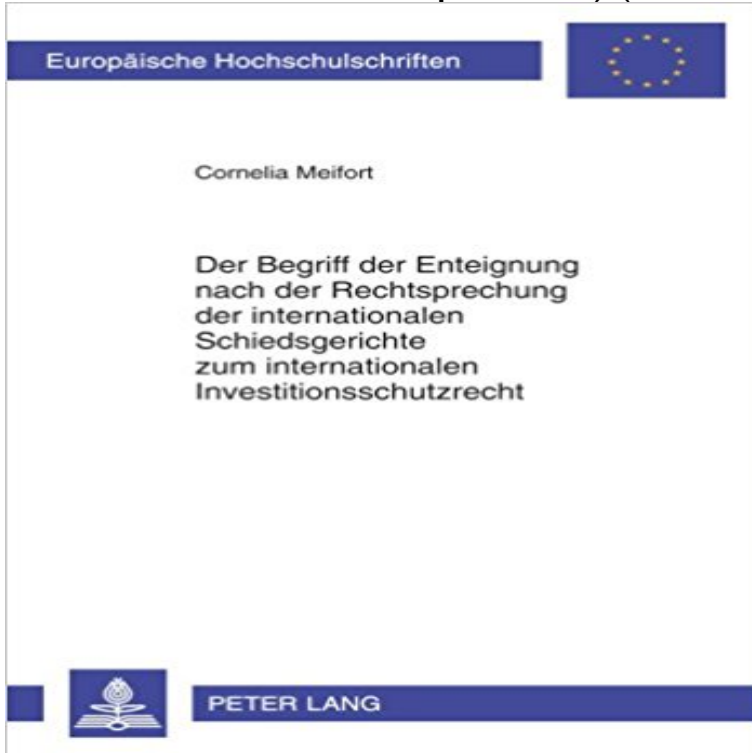 Europäische Hochschulschriften
Cornelia Meifort
Der Begriff der Enteignung
nach der Rechtsprechung
der internationalen
Schiedsgerichte
zum internationalen
Investitionsschutzrecht
PETER LANG